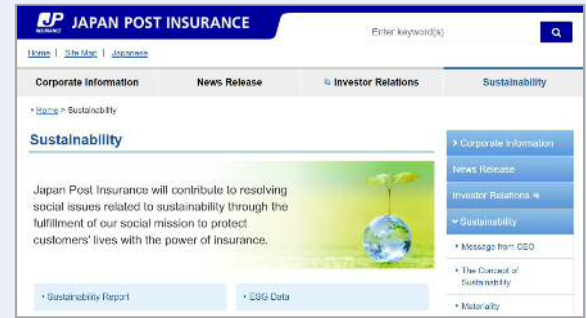 JP INSURANCE JAPAN POST INSURANCE
Enter keyword(s)
Home | Site Map | Japanese
Corporate Information News Release Investor Relations Sustainability
Home > Sustainability
Sustainability
Japan Post Insurance will contribute to resolving
social issues related to sustainability through the
fulfillment of our social mission to protect
customers' lives with the power of insurance.
Sustainability Report ESG Data
Corporate Information
News Release
Investor Relations
Sustainability
Message from CEO
The Concept of
Sustainability
Materiality